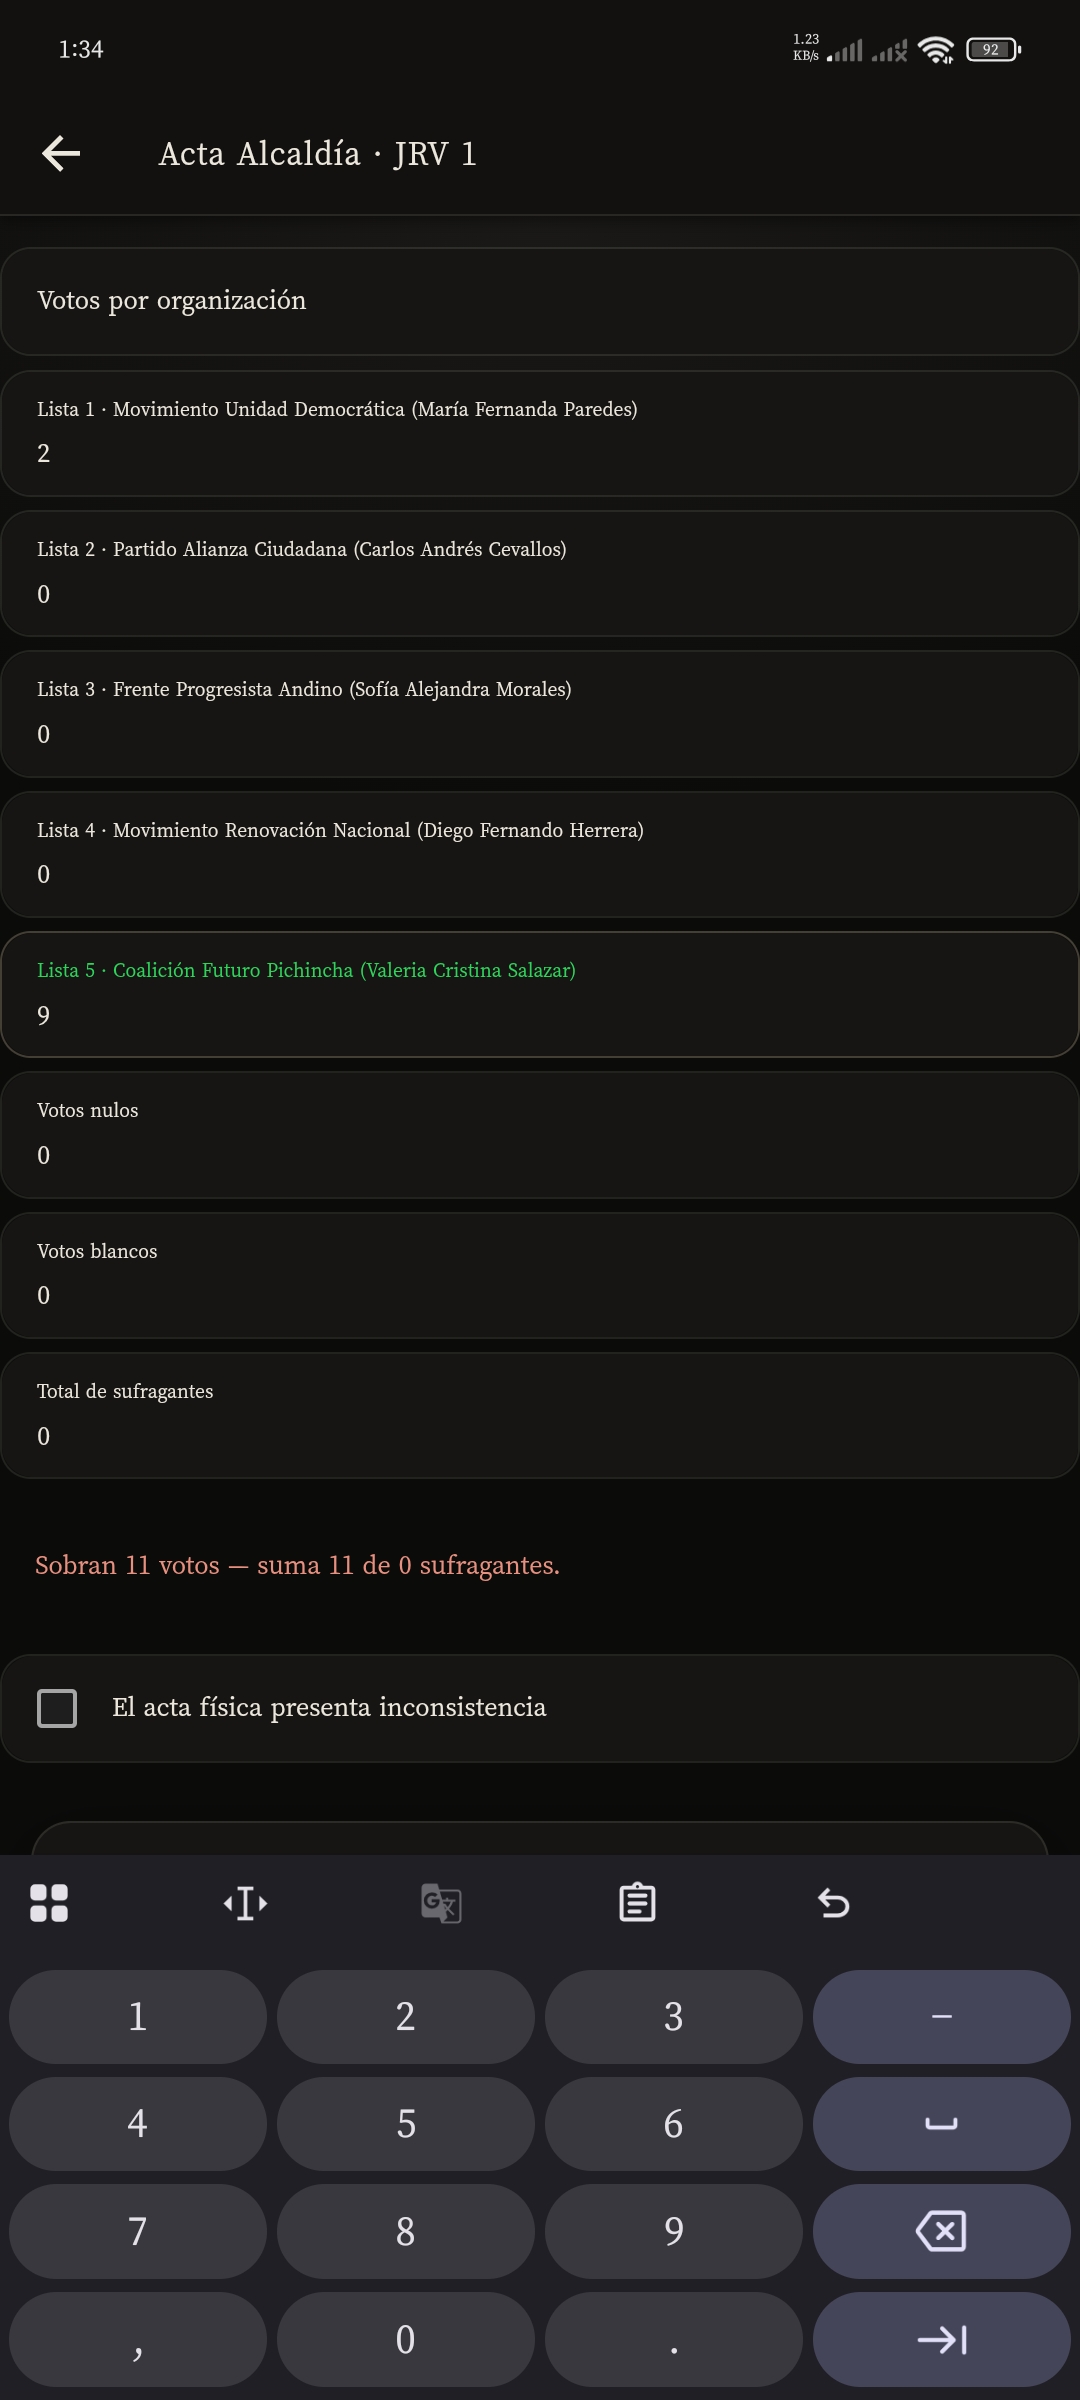 1:34
1.23
KB/s
92
Acta Alcaldía · JRV 1
Votos por organización
Lista 1 · Movimiento Unidad Democrática (María Fernanda Paredes)
2
Lista 2 · Partido Alianza Ciudadana (Carlos Andrés Cevallos)
0
Lista 3 · Frente Progresista Andino (Sofía Alejandra Morales)
0
Lista 4 · Movimiento Renovación Nacional (Diego Fernando Herrera)
0
Lista 5 · Coalición Futuro Pichincha (Valeria Cristina Salazar)
9
Votos nulos
0
Votos blancos
0
Total de sufragantes
0
Sobran 11 votos — suma 11 de 0 sufragantes.
El acta física presenta inconsistencia
1 2 3 –
4 5 6
7 8 9
, 0 .